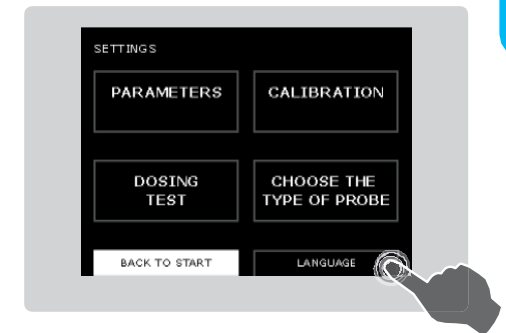 SETTINGS
PARAMETERS
CALIBRATION
DOSING
TEST
CHOOSE THE
TYPE OF PROBE
BACK TO START
LANGUAGE